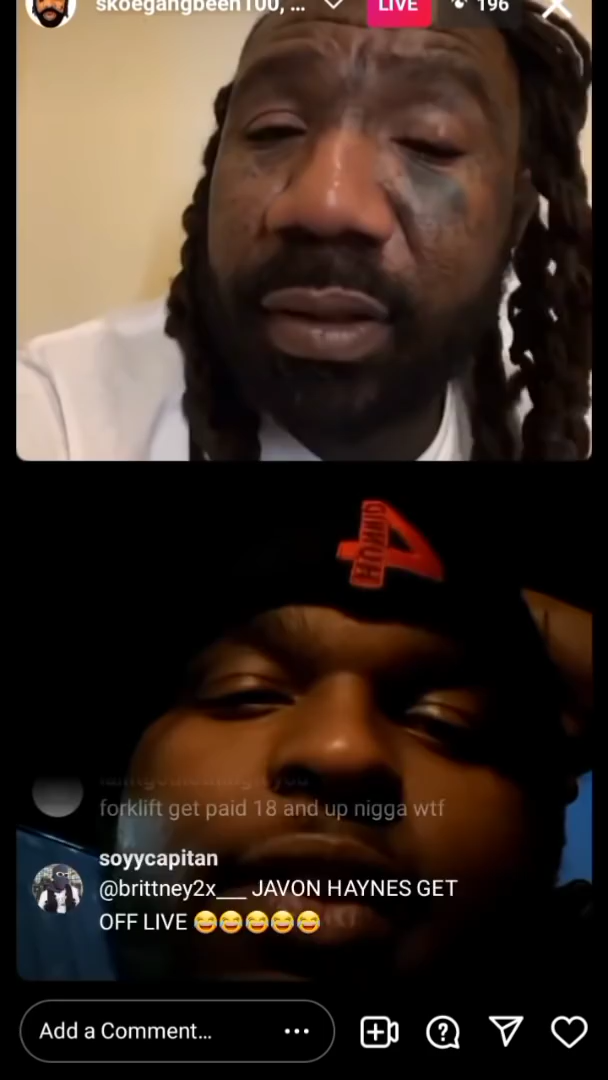 skoegangbeen100, ...
LIVE
196
4
HUNNID
forklift get paid 18 and up nigga wtf
soyycapitan
@brittney2x___ JAVON HAYNES GET
OFF LIVE 😂😂😂😂😂
Add a Comment...